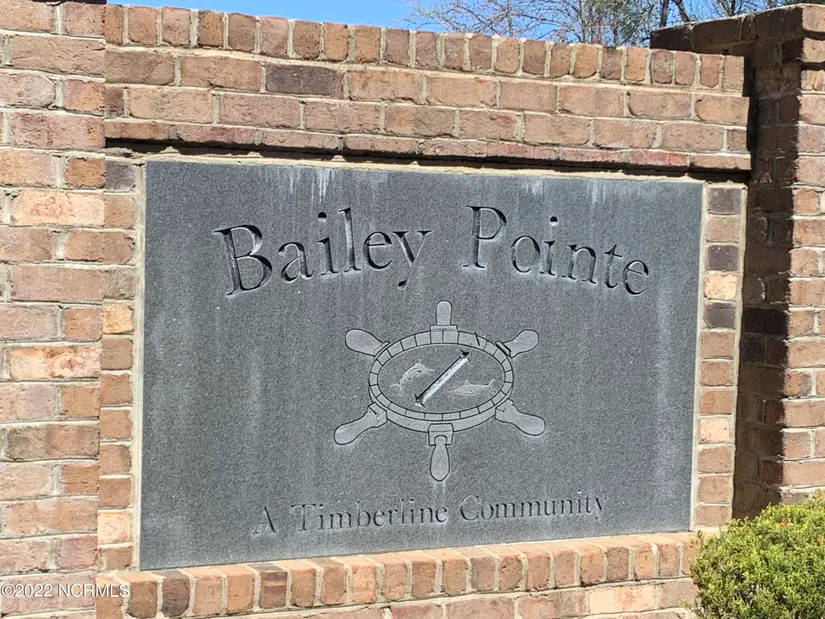 Bailey Pointe
A Timberline Community
©2022 NCRMLS